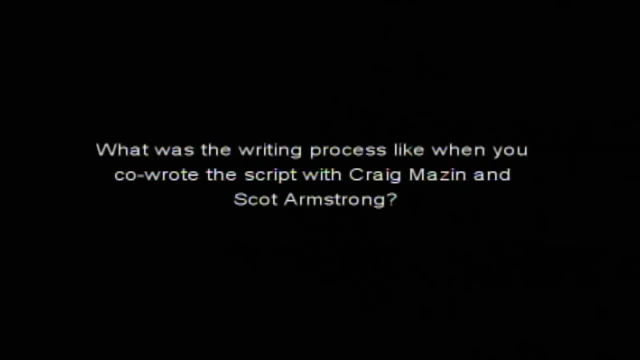 What was the writing process like when you
co-wrote the script with Craig Mazin and
Scot Armstrong?